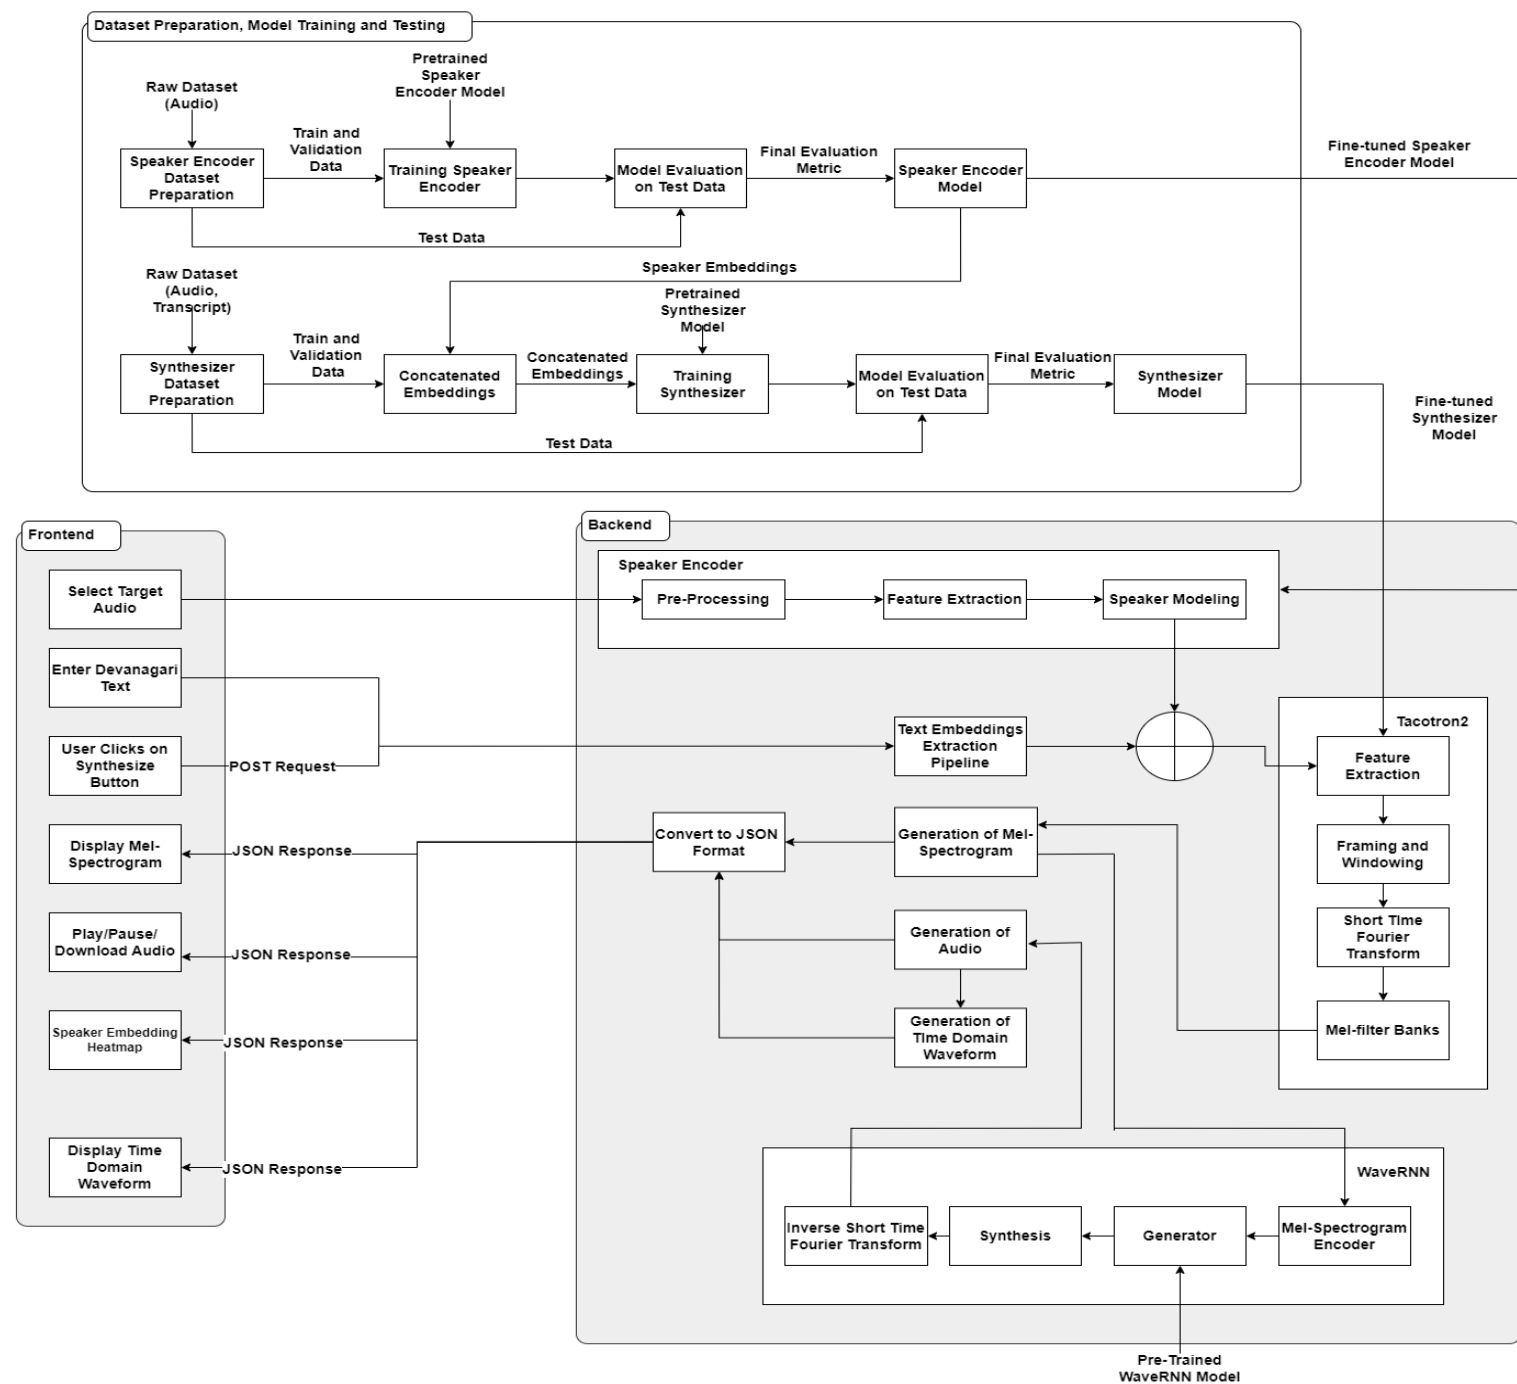 Dataset Preparation, Model Training and Testing
Pretrained
Speaker
Encoder Model
Raw Dataset
(Audio)
Train and
Validation
Data
Speaker Encoder
Dataset
Preparation
Training Speaker
Encoder
Model Evaluation
on Test Data
Final Evaluation
Metric
Speaker Encoder
Model
Fine-tuned Speaker
Encoder Model
Test Data
Speaker Embeddings
Raw Dataset
(Audio,
Transcript)
Pretrained
Synthesizer
Model
Train and
Validation
Data
Synthesizer
Dataset
Preparation
Concatenated
Embeddings
Concatenated
Embeddings
Training
Synthesizer
Model Evaluation
on Test Data
Final Evaluation
Metric
Synthesizer
Model
Fine-tuned
Synthesizer
Model
Test Data
Frontend
Select Target
Audio
Enter Devanagari
Text
User Clicks on
Synthesize
Button
POST Request
Display Mel-
Spectrogram
JSON Response
Play/Pause/
Download Audio
JSON Response
Speaker Embedding
Heatmap
JSON Response
Display Time
Domain
Waveform
JSON Response
Backend
Speaker Encoder
Pre-Processing
Feature Extraction
Speaker Modeling
Text Embeddings
Extraction
Pipeline
Tacotron2
Feature
Extraction
Framing and
Windowing
Short TIme
Fourier
Transform
Mel-filter Banks
Convert to JSON
Format
Generation of Mel-
Spectrogram
Generation of
Audio
Generation of
TIme Domain
Waveform
WaveRNN
Inverse Short Time
Fourier Transform
Synthesis
Generator
Mel-Spectrogram
Encoder
Pre-Trained
WaveRNN Model